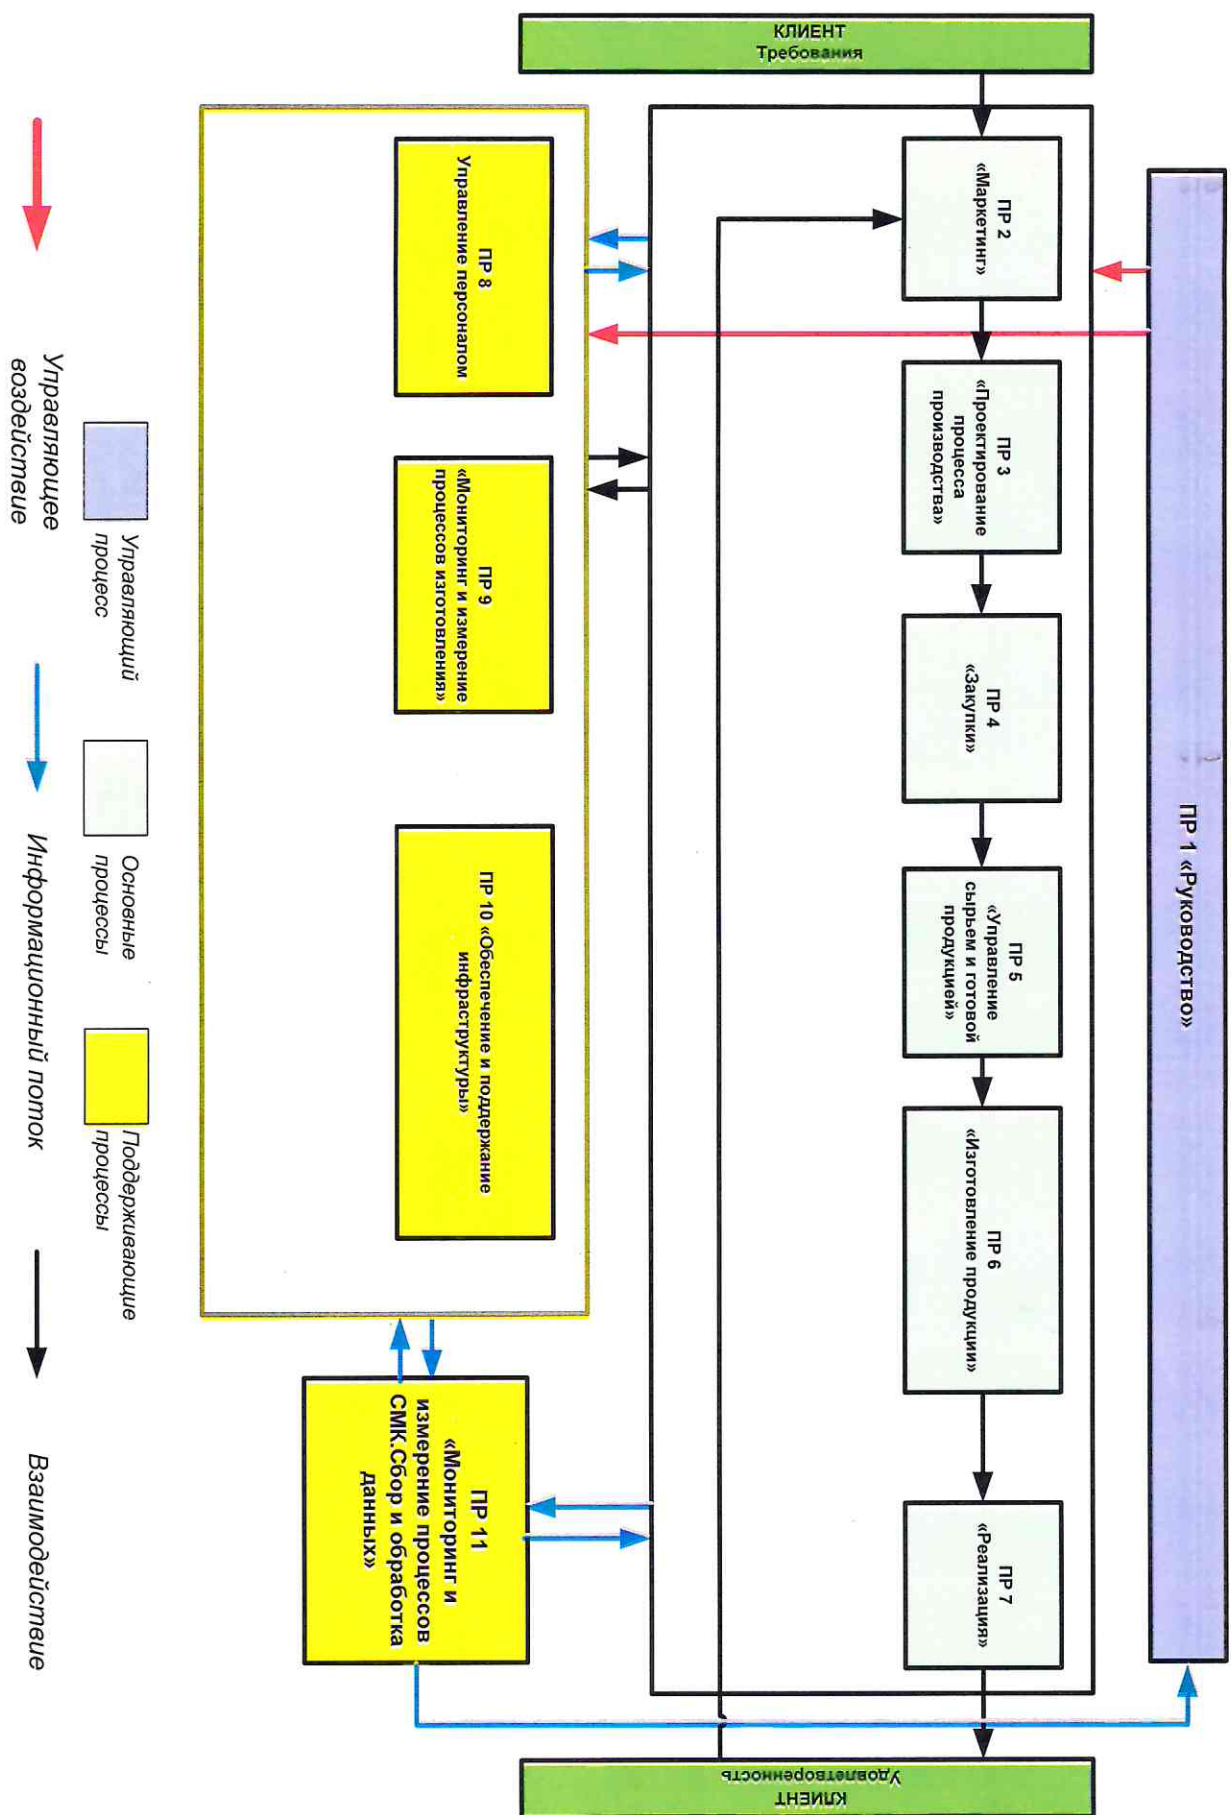 ПР 1 «Руководство»
КЛИЕНТ
Требования
ПР 2
«Маркетинг»
ПР 3
«Проектирование
процесса
производства»
ПР 4
«Закупки»
ПР 5
«Управление
сырьем и готовой
продукцией»
ПР 6
«Изготовление продукции»
ПР 7
«Реализация»
КЛИЕНТ
Удовлетворенность
ПР 8
Управление персоналом
ПР 9
«Мониторинг и измерение
процессов изготовления»
ПР 10 «Обеспечение и поддержание
инфраструктуры»
ПР 11
«Мониторинг и
измерение процессов
СМК.Сбор и обработка
данных»
Управляющий
процесс
Основные
процессы
Поддерживающие
процессы
Управляющее
воздействие
Информационный поток
Взаимодействие